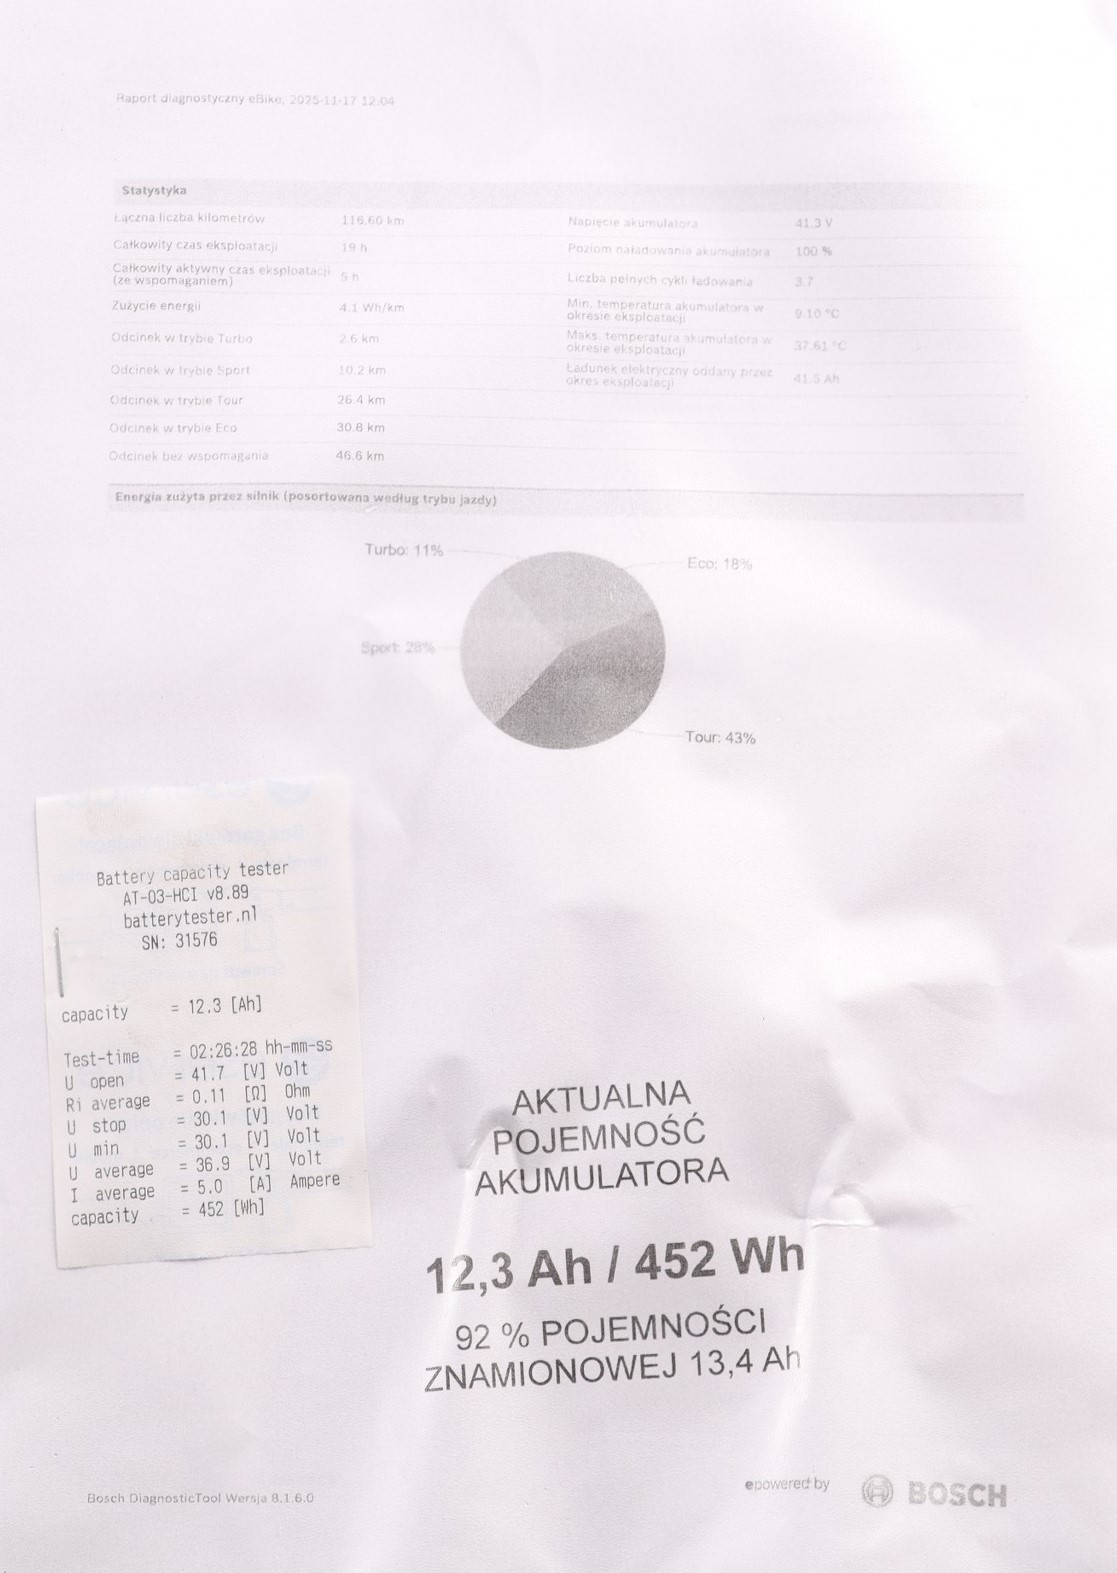 Raport diagnostyczny eBike, 2025-11-17 12:04
Statystyka
Łączna liczba kilometrów 116.60 km
Całkowity czas eksploatacji 19 h
Całkowity aktywny czas eksploatacji
(ze wspomaganiem) 5 h
Zużycie energii 4.1 Wh/km
Odcinek w trybie Turbo 2.6 km
Odcinek w trybie Sport 10.2 km
Odcinek w trybie Tour 26.4 km
Odcinek w trybie Eco 30.8 km
Odcinek bez wspomagania 46.6 km
Napięcie akumulatora 41.3 V
Poziom naładowania akumulatora 100 %
Liczba pełnych cykli ładowania 3.7
Min. temperatura akumulatora w
okresie eksploatacji 9.10 °C
Maks. temperatura akumulatora w
okresie eksploatacji 37.61 °C
Ładunek elektryczny oddany przez
okres eksploatacji 41.5 Ah
Energia zużyta przez silnik (posortowana według trybu jazdy)
Turbo: 11%
Eco: 18%
Sport: 28%
Tour: 43%
Battery capacity tester
AT-03-HCI v8.89
batterytester.nl
SN: 31576
capacity = 12.3 [Ah]
Test-time = 02:26:28 hh-mm-ss
U open = 41.7 [V] Volt
Ri average = 0.11 [Ω] Ohm
U stop = 30.1 [V] Volt
U min = 30.1 [V] Volt
U average = 36.9 [V] Volt
I average = 5.0 [A] Ampere
capacity = 452 [Wh]
AKTUALNA
POJEMNOŚĆ
AKUMULATORA
12,3 Ah / 452 Wh
92 % POJEMNOŚCI
ZNAMIONOWEJ 13,4 Ah
Bosch DiagnosticTool Wersja 8.1.6.0
epowered by
BOSCH